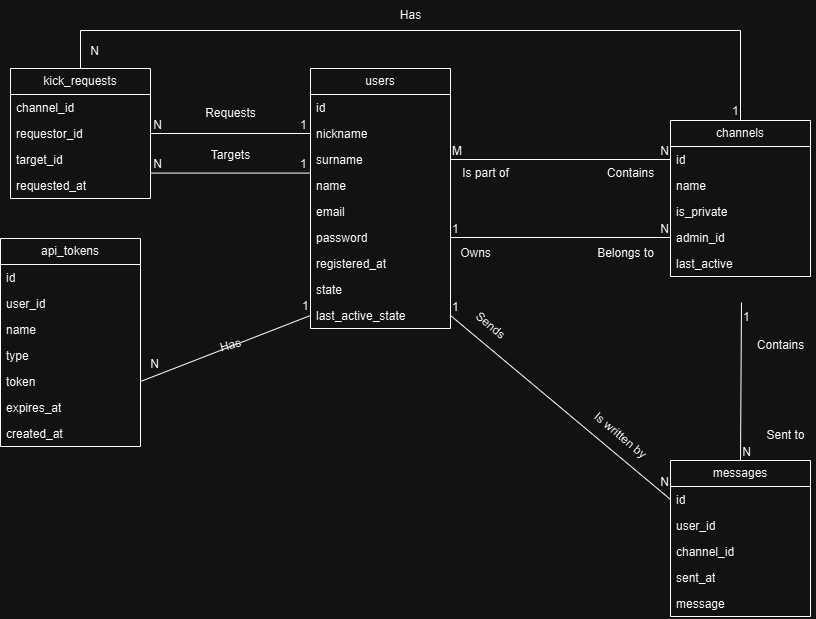 Has
N
kick_requests
channel_id
requestor_id
target_id
requested_at
N
Requests
1
N
Targets
1
users
id
nickname
surname
name
email
password
registered_at
state
last_active_state
1
channels
id
name
is_private
admin_id
last_active
M
N
Is part of
Contains
1
N
Owns
Belongs to
api_tokens
id
user_id
name
type
token
expires_at
created_at
1
Has
N
1
Sends
Is written by
N
1
Contains
Sent to
N
messages
id
user_id
channel_id
sent_at
message